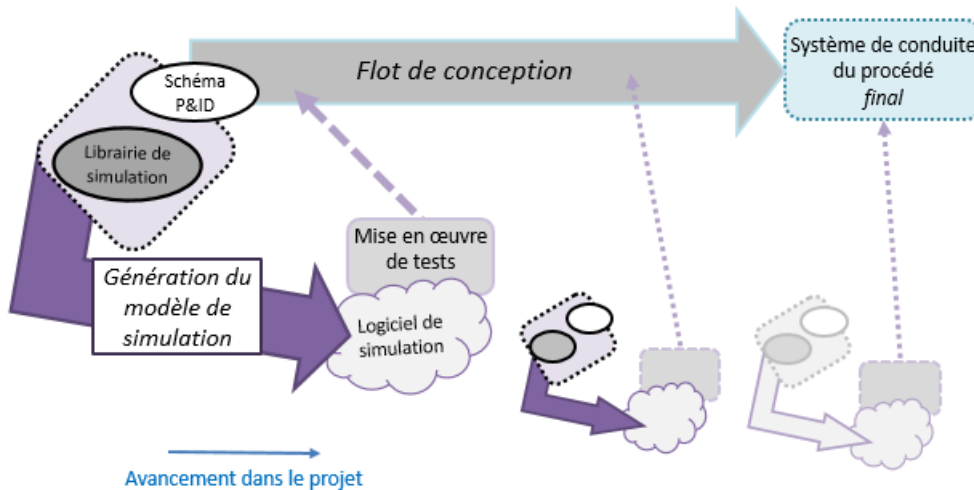 Schéma
P&ID
Flot de conception
Système de conduite
du procédé
final
Librairie de
simulation
Mise en œuvre
de tests
Génération du
modèle de
simulation
Logiciel de
simulation
Avancement dans le projet